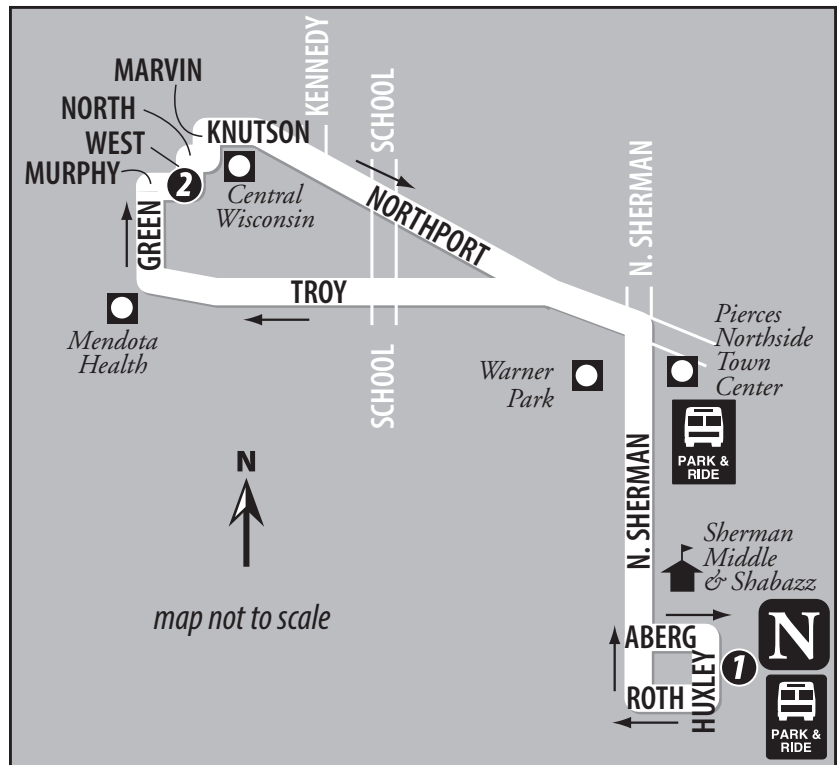 MARVIN
NORTH
WEST
MURPHY
KENNEDY
SCHOOL
KNUTSON
2
Central
Wisconsin
NORTHPORT
N. SHERMAN
GREEN
TROY
Mendota
Health
SCHOOL
Pierces
Northside
Town
Center
Warner
Park
PARK &
RIDE
N
map not to scale
N. SHERMAN
Sherman
Middle
& Shabazz
ABERG
HUXLEY
ROTH
1
N
PARK &
RIDE